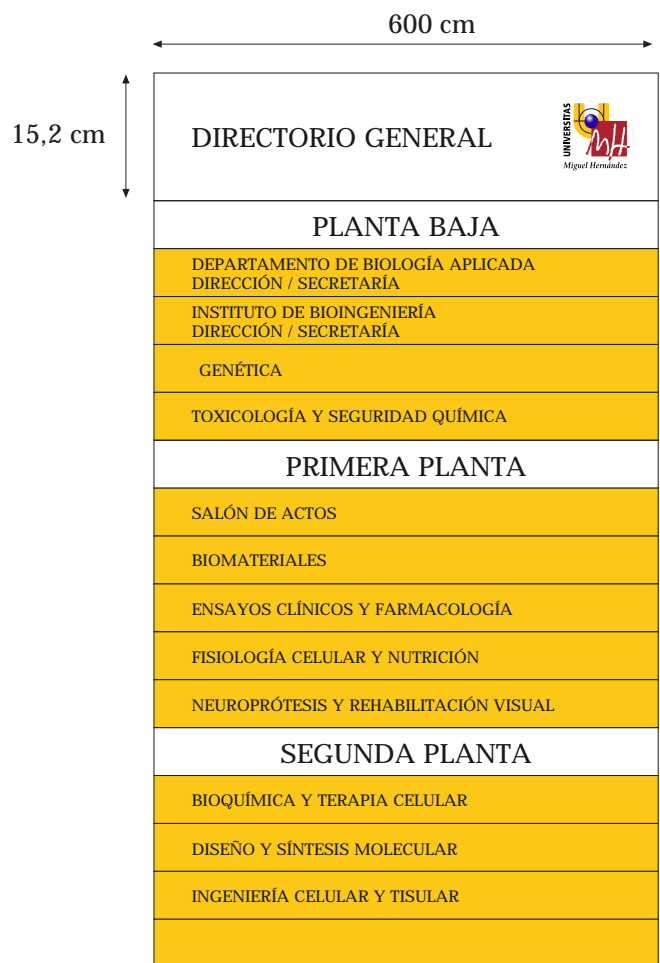 600 cm
15,2 cm
DIRECTORIO GENERAL
UNIVERSITAS
Miguel Hernández
PLANTA BAJA
DEPARTAMENTO DE BIOLOGÍA APLICADA
DIRECCIÓN / SECRETARÍA
INSTITUTO DE BIOINGENIERÍA
DIRECCIÓN / SECRETARÍA
GENÉTICA
TOXICOLOGÍA Y SEGURIDAD QUÍMICA
PRIMERA PLANTA
SALÓN DE ACTOS
BIOMATERIALES
ENSAYOS CLÍNICOS Y FARMACOLOGÍA
FISIOLOGÍA CELULAR Y NUTRICIÓN
NEUROPRÓTESIS Y REHABILITACIÓN VISUAL
SEGUNDA PLANTA
BIOQUÍMICA Y TERAPIA CELULAR
DISEÑO Y SÍNTESIS MOLECULAR
INGENIERÍA CELULAR Y TISULAR